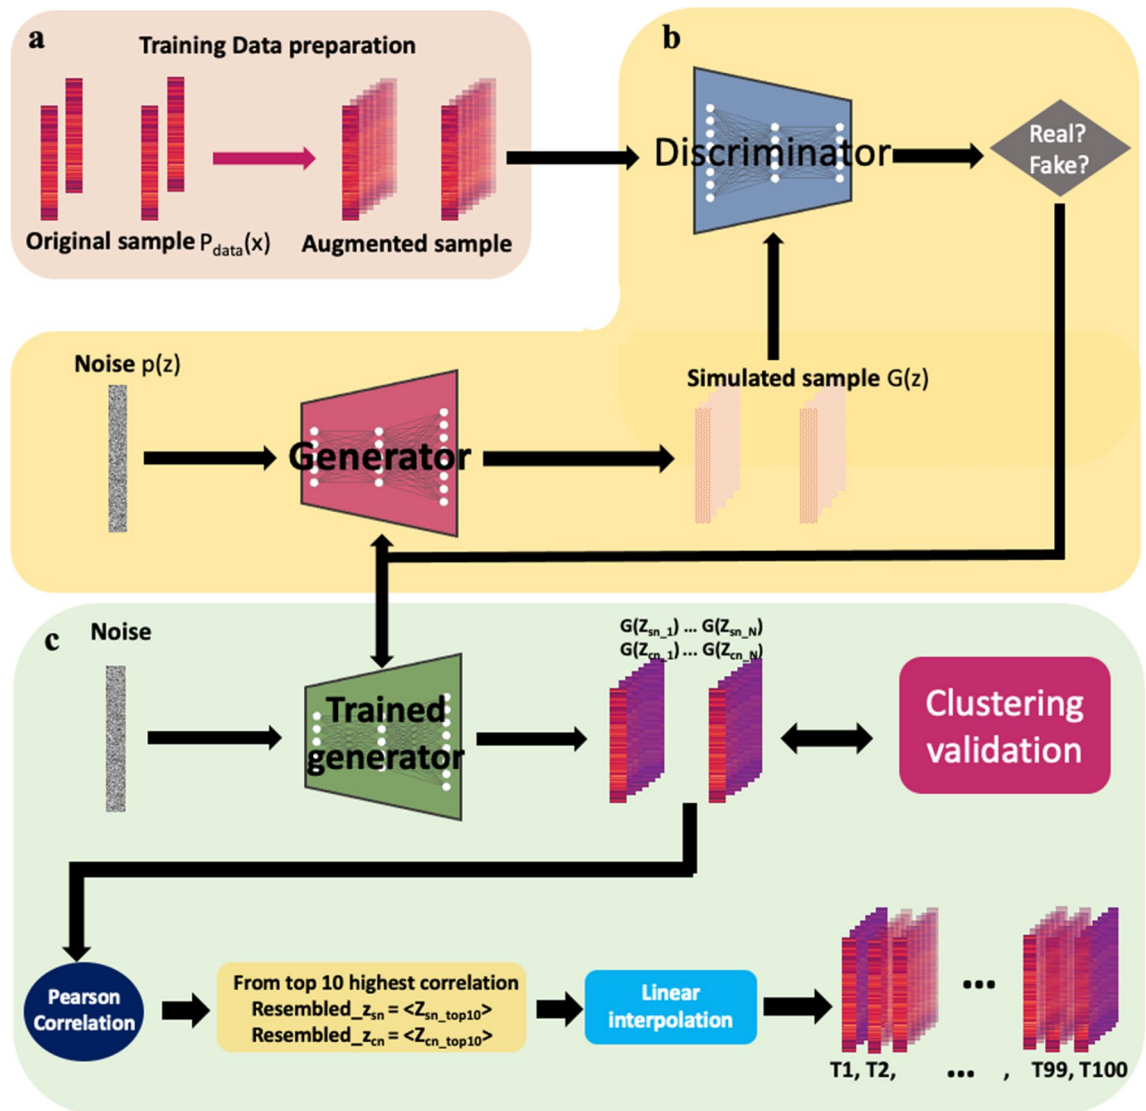 a
Training Data preparation
Original sample P_data(x)
Augmented sample
b
Discriminator
Real?
Fake?
Noise p(z)
Generator
Simulated sample G(z)
c
Noise
Trained
generator
G(Z_sn_1) ... G(Z_sn_N)
G(Z_cn_1) ... G(Z_cn_N)
Clustering
validation
Pearson
Correlation
From top 10 highest correlation
Resembled_z_sn = <Z_sn_top10>
Resembled_z_cn = <Z_cn_top10>
Linear
interpolation
...
T1, T2, ... , T99, T100